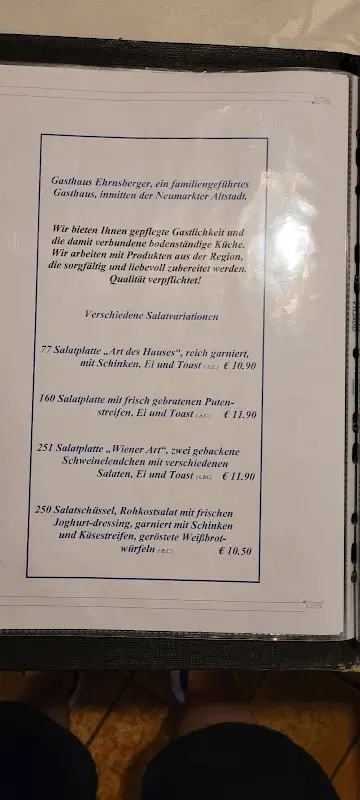 Gasthaus Ehrnsberger, ein familiengeführtes
Gasthaus, inmitten der Neumarkter Altstadt.
Wir bieten Ihnen gepflegte Gastlichkeit und
die damit verbundene bodenständige Küche.
Wir arbeiten mit Produkten aus der Region,
die sorgfältig und liebevoll zubereitet werden.
Qualität verpflichtet!
Verschiedene Salatvariationen
77 Salatplatte „Art des Hauses“, reich garniert,
mit Schinken, Ei und Toast (A,C) € 10.90
160 Salatplatte mit frisch gebratenen Puten-
streifen, Ei und Toast (A,C) € 11.90
251 Salatplatte „Wiener Art“, zwei gebackene
Schweinelendchen mit verschiedenen
Salaten, Ei und Toast (A,BC) € 11.90
250 Salatschüssel, Rohkostsalat mit frischen
Joghurt-dressing, garniert mit Schinken
und Käsestreifen, geröstete Weißbrot-
würfeln (B,C) € 10.50